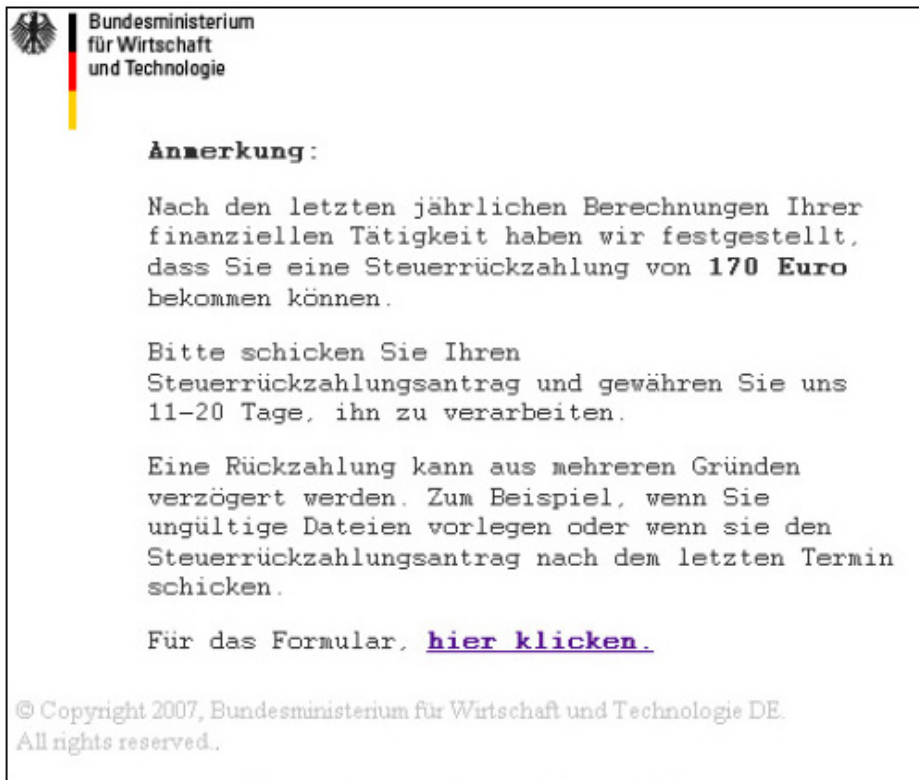 Bundesministerium
für Wirtschaft
und Technologie
Anmerkung:
Nach den letzten jährlichen Berechnungen Ihrer
finanziellen Tätigkeit haben wir festgestellt,
dass Sie eine Steuerrückzahlung von 170 Euro
bekommen können.
Bitte schicken Sie Ihren
Steuerrückzahlungsantrag und gewähren Sie uns
11-20 Tage, ihn zu verarbeiten.
Eine Rückzahlung kann aus mehreren Gründen
verzögert werden. Zum Beispiel, wenn Sie
ungültige Dateien vorlegen oder wenn sie den
Steuerrückzahlungsantrag nach dem letzten Termin
schicken.
Für das Formular, hier klicken.
© Copyright 2007, Bundesministerium für Wirtschaft und Technologie DE.
All rights reserved..